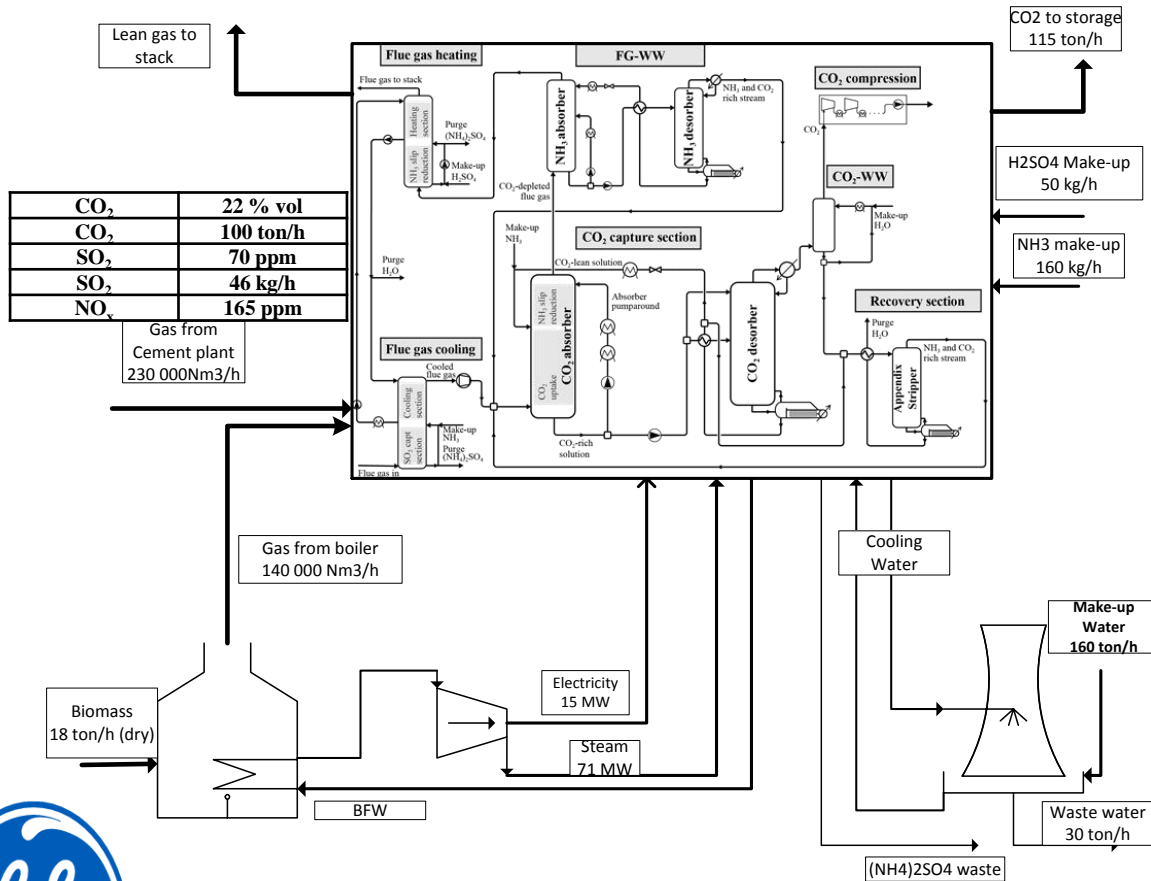 Lean gas to
stack
CO2 to storage
115 ton/h
Flue gas heating
FG-WW
Flue gas to stack
Heating
section
NH₃ slip
reduction
Purge
(NH₄)₂SO₄
Make-up
H₂SO₄
NH₃ absorber
NH₃ desorber
NH₃ and CO₂
rich stream
CO₂ compression
CO₂
CO₂-WW
Make-up
H₂O
H2SO4 Make-up
50 kg/h
NH3 make-up
160 kg/h
CO₂ 22 % vol
CO₂ 100 ton/h
SO₂ 70 ppm
SO₂ 46 kg/h
NOₓ 165 ppm
CO₂-depleted
flue gas
CO₂ capture section
Make-up
NH₃
CO₂-lean solution
Purge
H₂O
NH₃ slip
reduction
CO₂ absorber
CO₂
uptake
Absorber
pumparound
CO₂ desorber
Recovery section
Purge
H₂O
NH₃ and CO₂
rich stream
Appendix
Stripper
Gas from
Cement plant
230 000Nm3/h
Flue gas cooling
Cooled
flue gas
Cooling
section
SO₂ capt
section
Make-up
NH₃
Purge
(NH₄)₂SO₄
Flue gas in
CO₂-rich
solution
Gas from boiler
140 000 Nm3/h
Cooling
Water
Make-up
Water
160 ton/h
Biomass
18 ton/h (dry)
Electricity
15 MW
Steam
71 MW
BFW
Waste water
30 ton/h
(NH4)2SO4 waste